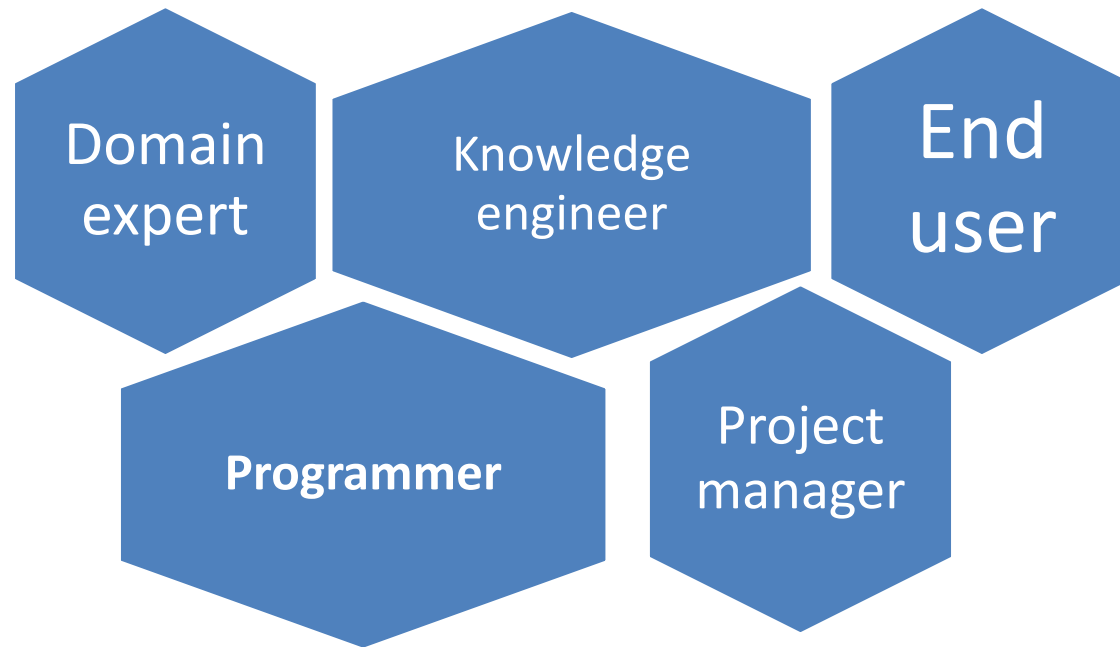 Domain
expert
Knowledge
engineer
End
user
Programmer
Project
manager